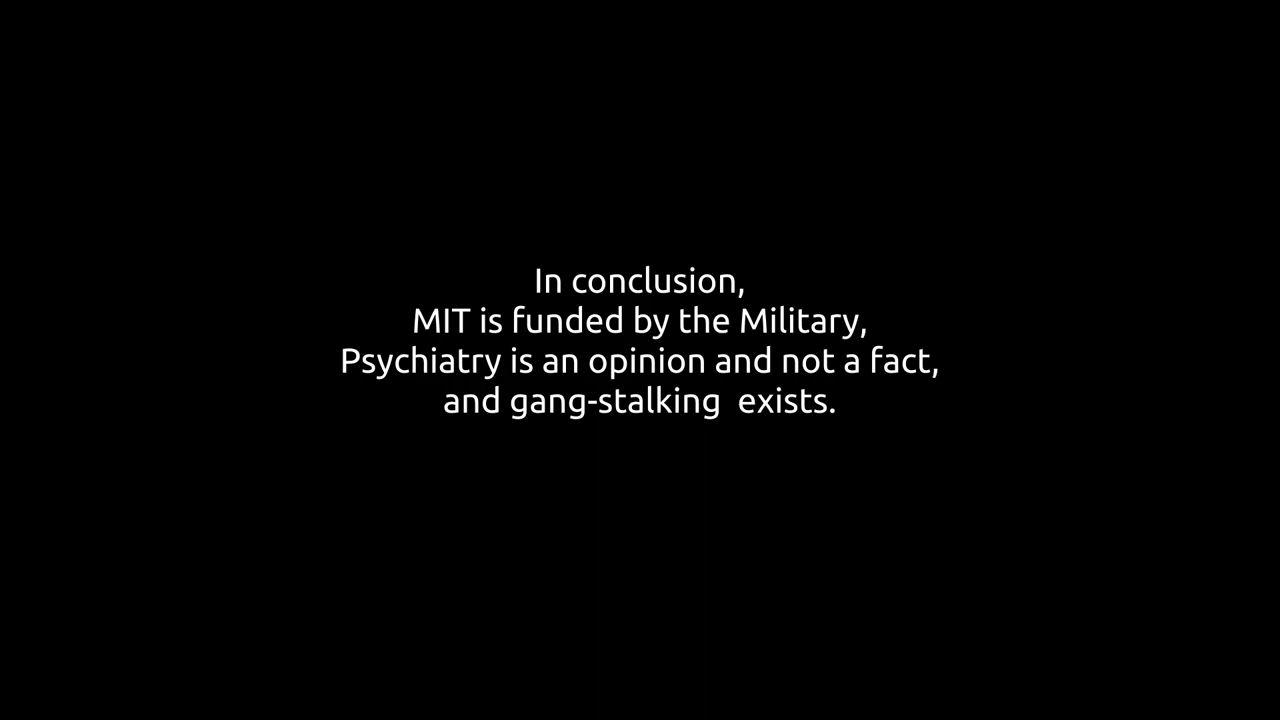 In conclusion,
MIT is funded by the Military,
Psychiatry is an opinion and not a fact,
and gang-stalking  exists.